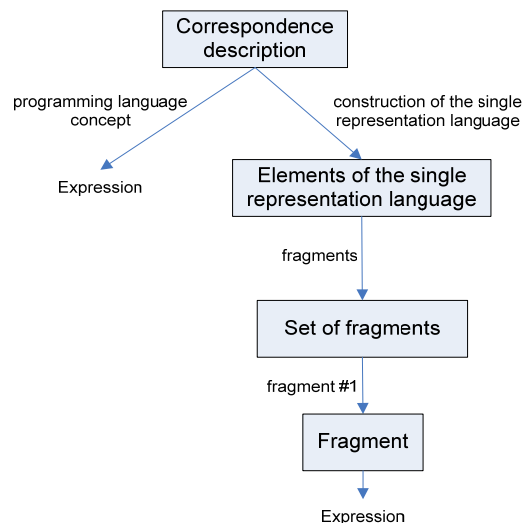 Correspondence
description
programming language
concept
construction of the single
representation language
Expression
Elements of the single
representation language
fragments
Set of fragments
fragment #1
Fragment
Expression